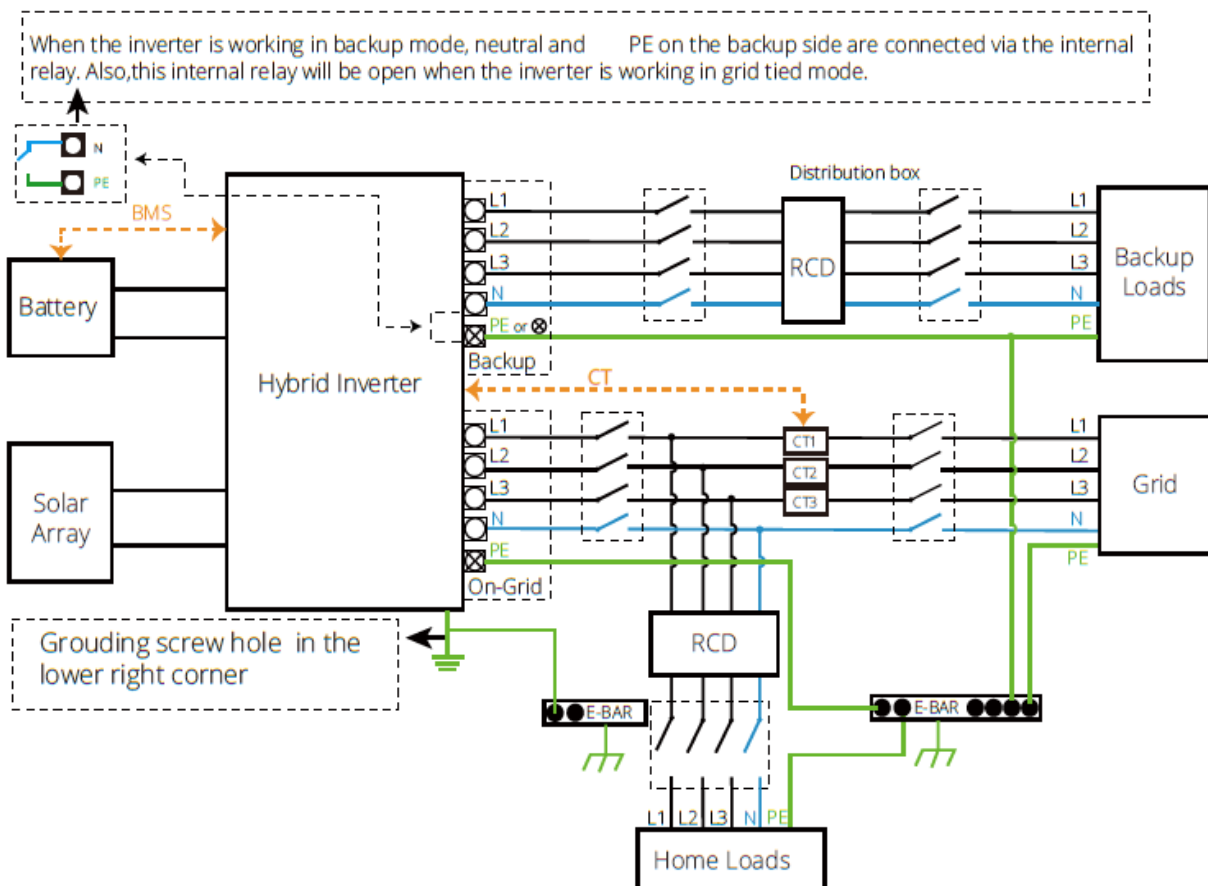 When the inverter is working in backup mode, neutral and PE on the backup side are connected via the internal
relay. Also,this internal relay will be open when the inverter is working in grid tied mode.
N
PE
BMS
Battery
Solar
Array
Hybrid Inverter
L1
L2
L3
N
PE or ⊗
Backup
Distribution box
RCD
L1
L2
L3
N
PE
Backup
Loads
CT
L1
L2
L3
N
PE
On-Grid
CT1
CT2
CT3
L1
L2
L3
N
PE
Grid
Grounding screw hole in the
lower right corner
RCD
E-BAR
E-BAR
L1 L2 L3 N PE
Home Loads